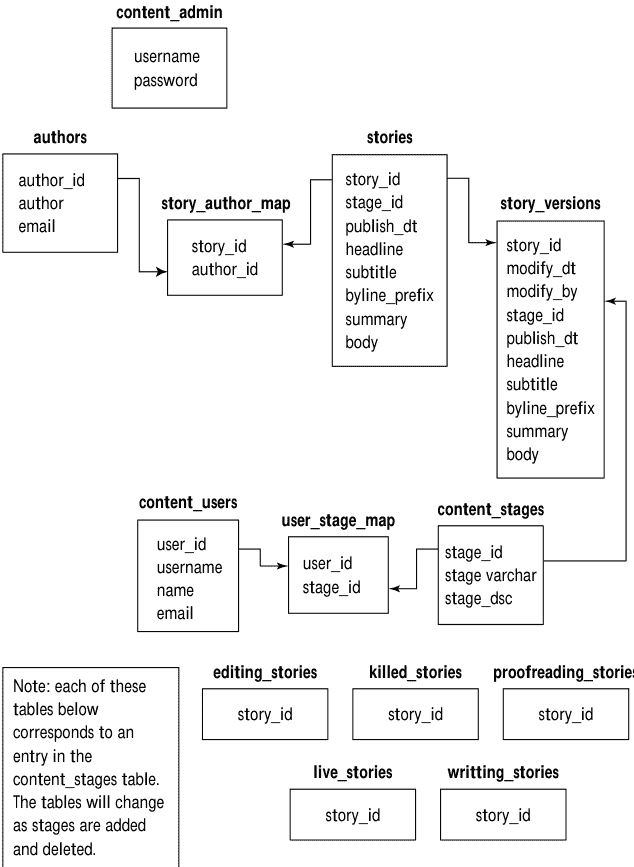 content_admin
username
password
authors
author_id
author
email
story_author_map
story_id
author_id
stories
story_id
stage_id
publish_dt
headline
subtitle
byline_prefix
summary
body
story_versions
story_id
modify_dt
modify_by
stage_id
publish_dt
headline
subtitle
byline_prefix
summary
body
content_users
user_id
username
name
email
user_stage_map
user_id
stage_id
content_stages
stage_id
stage varchar
stage_dsc
Note: each of these
tables below
corresponds to an
entry in the
content_stages table.
The tables will change
as stages are added
and deleted.
editing_stories
story_id
killed_stories
story_id
proofreading_stories
story_id
live_stories
story_id
writting_stories
story_id